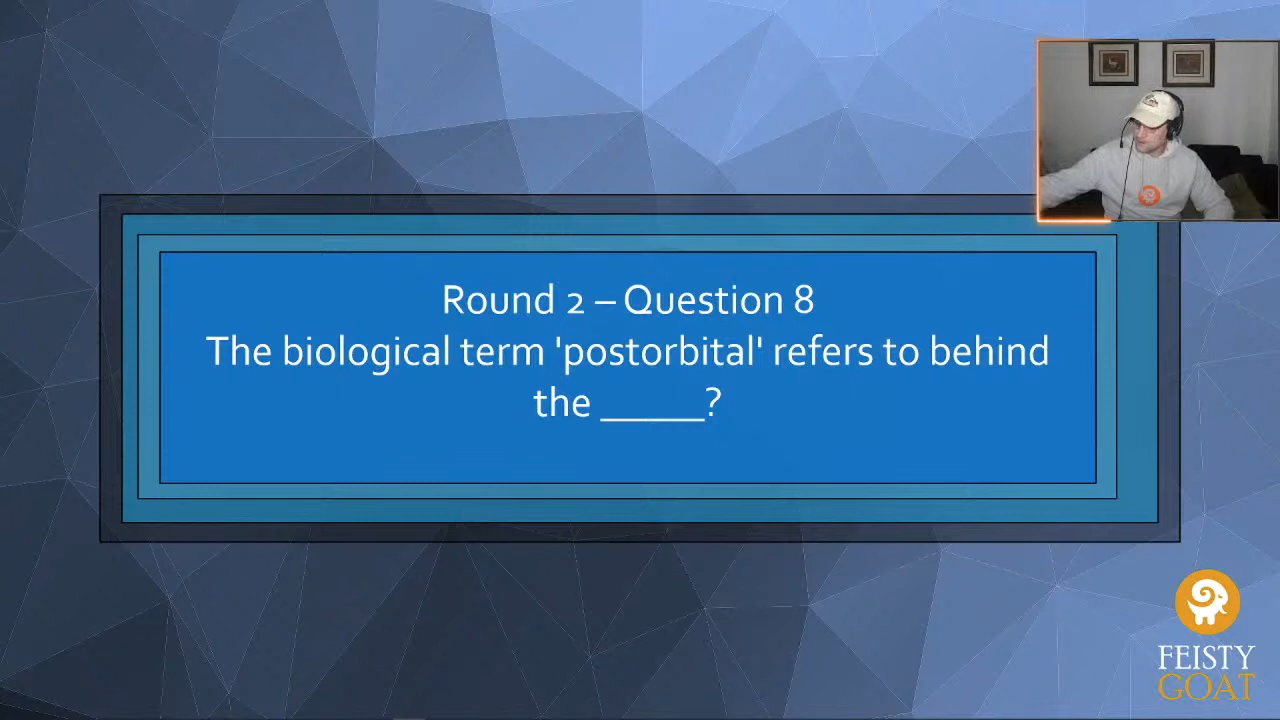 Round 2 – Question 8
The biological term 'postorbital' refers to behind
the ______?
FEISTY
GOAT